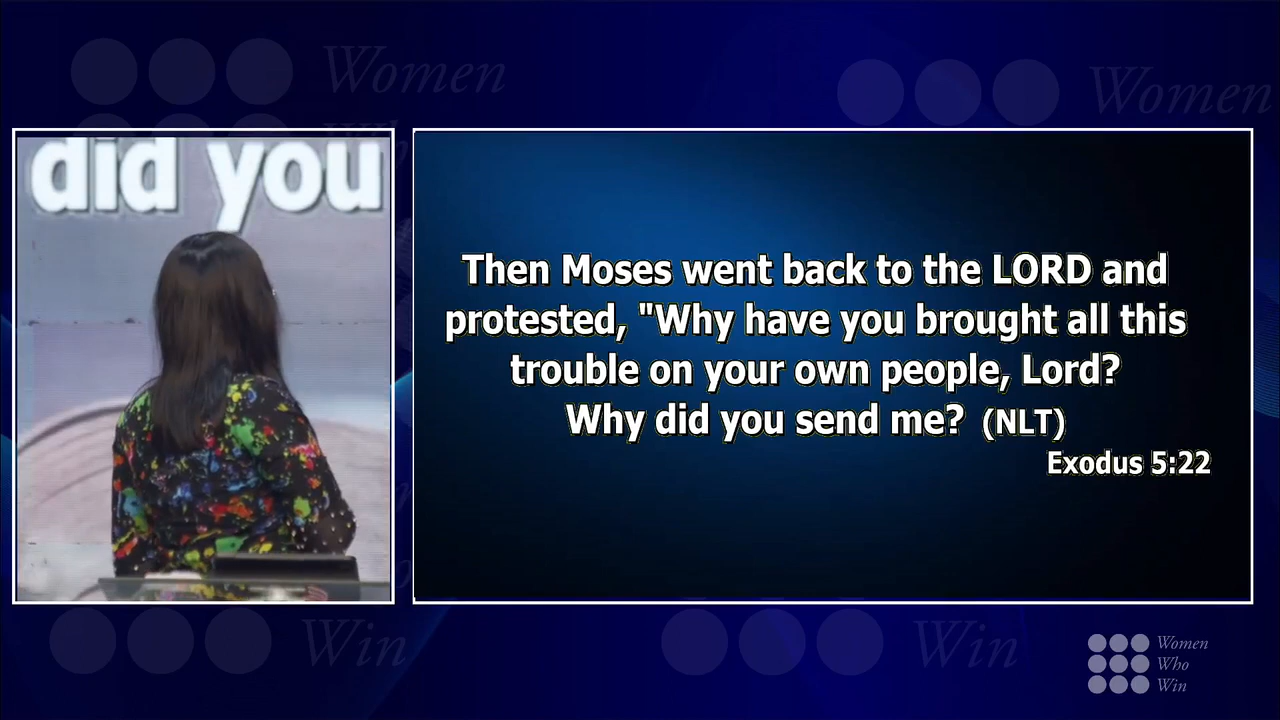 Women
Women
did you
Then Moses went back to the LORD and
protested, "Why have you brought all this
trouble on your own people, Lord?
Why did you send me? (NLT)
Exodus 5:22
Win
Win
Women
Who
Win